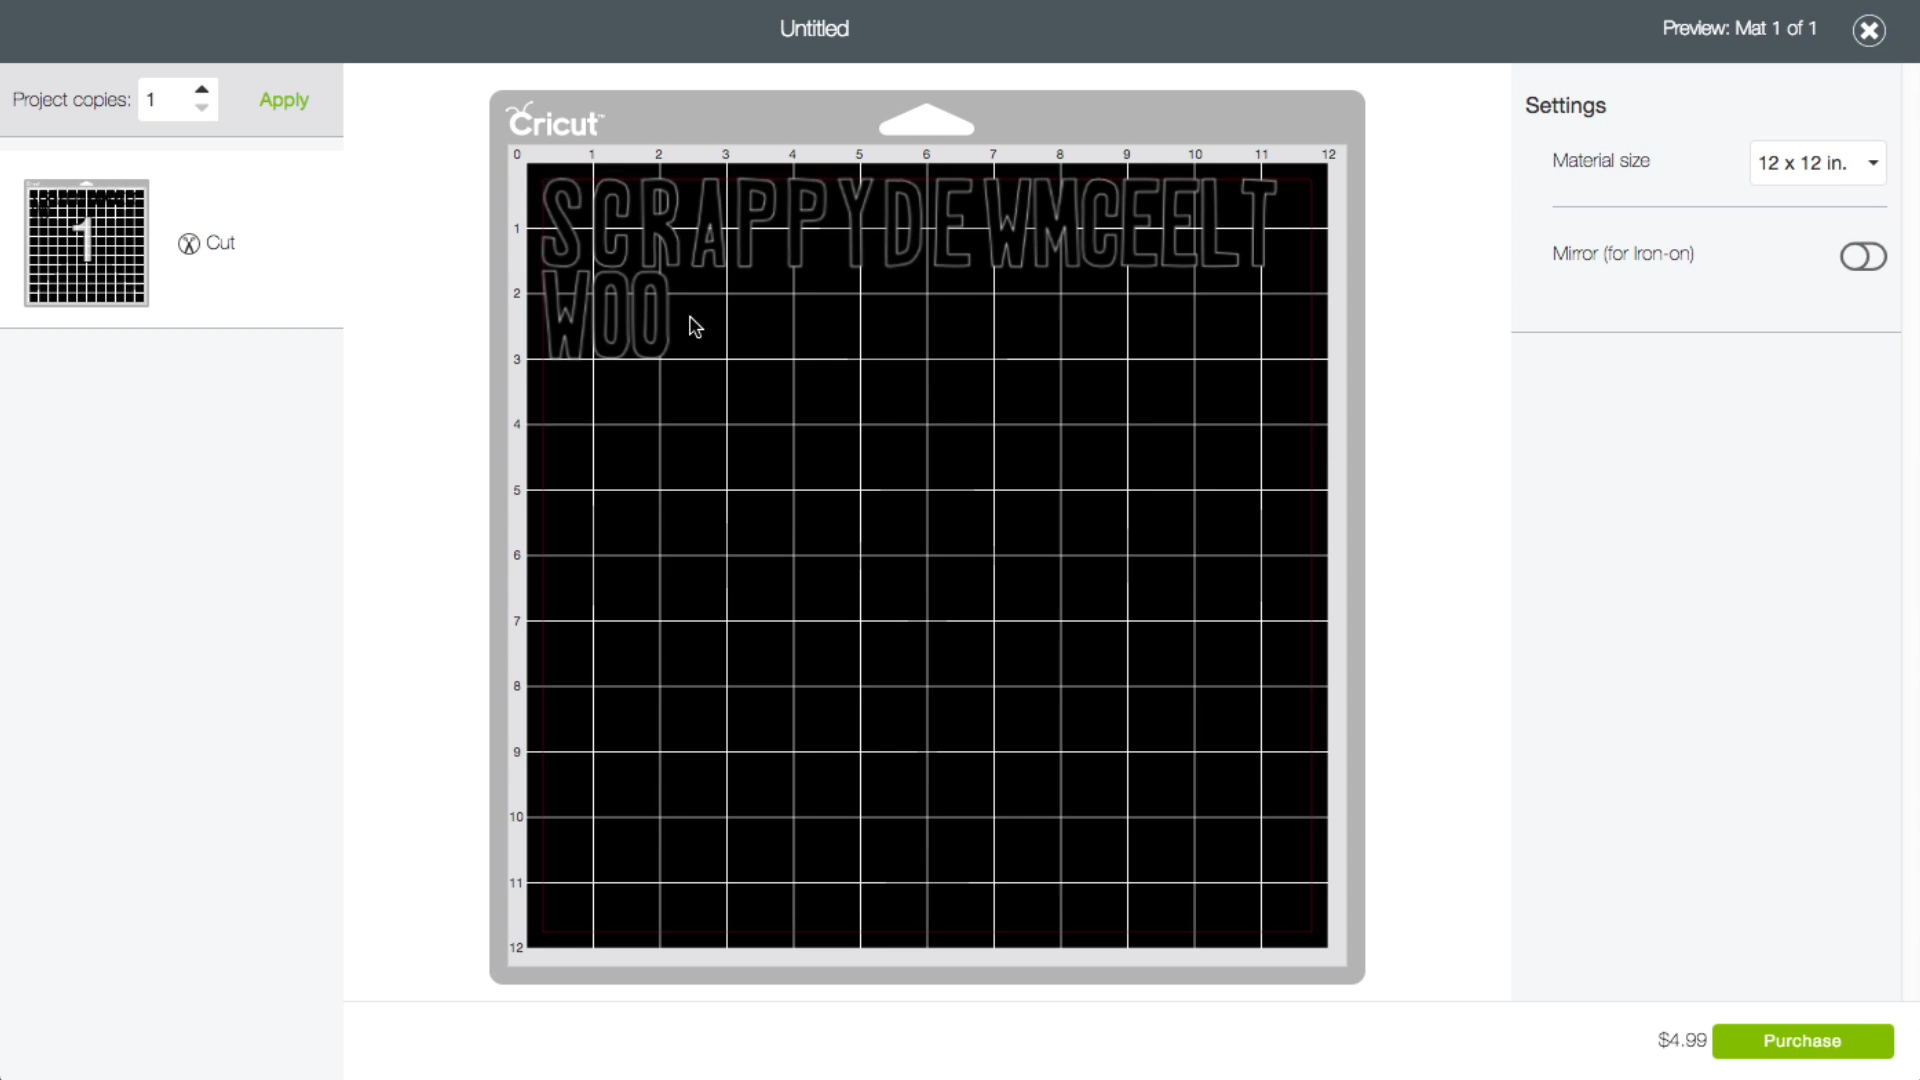 Untitled
Preview: Mat 1 of 1
Project copies: 1
Apply
1
Cut
Cricut™
0 1 2 3 4 5 6 7 8 9 10 11 12
1
2
3
4
5
6
7
8
9
10
11
12
SCRAPPYDEWMCEELT
WOO
Settings
Material size
12 x 12 in.
Mirror (for Iron-on)
$4.99
Purchase